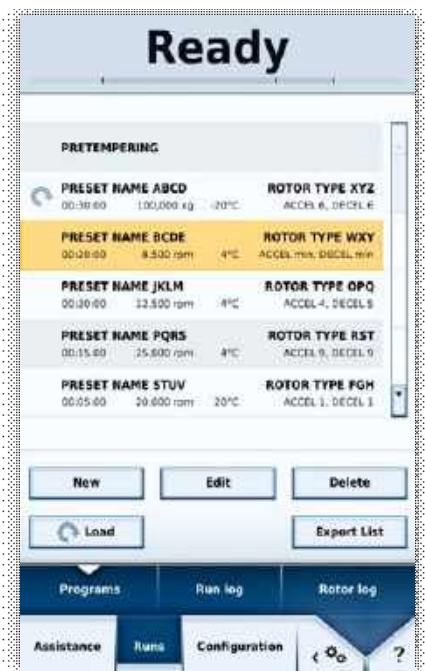 Ready
PRETEMPERING
PRESET NAME ABCD ROTOR TYPE XYZ
00:30:00 100,000 xg -20°C ACCEL 6, DECEL 6
PRESET NAME BCDE ROTOR TYPE WXY
00:20:00 8.500 rpm 4°C ACCEL min, DECEL min
PRESET NAME JKLM ROTOR TYPE OPQ
00:30:00 12.500 rpm 4°C ACCEL 4, DECEL 5
PRESET NAME PQRS ROTOR TYPE RST
00:15:00 25.600 rpm 4°C ACCEL 9, DECEL 9
PRESET NAME STUV ROTOR TYPE FGH
00:05:00 20.000 rpm 20°C ACCEL 1, DECEL 1
New Edit Delete
Load Export List
Programs Run log Rotor log
Assistance Runs Configuration ?